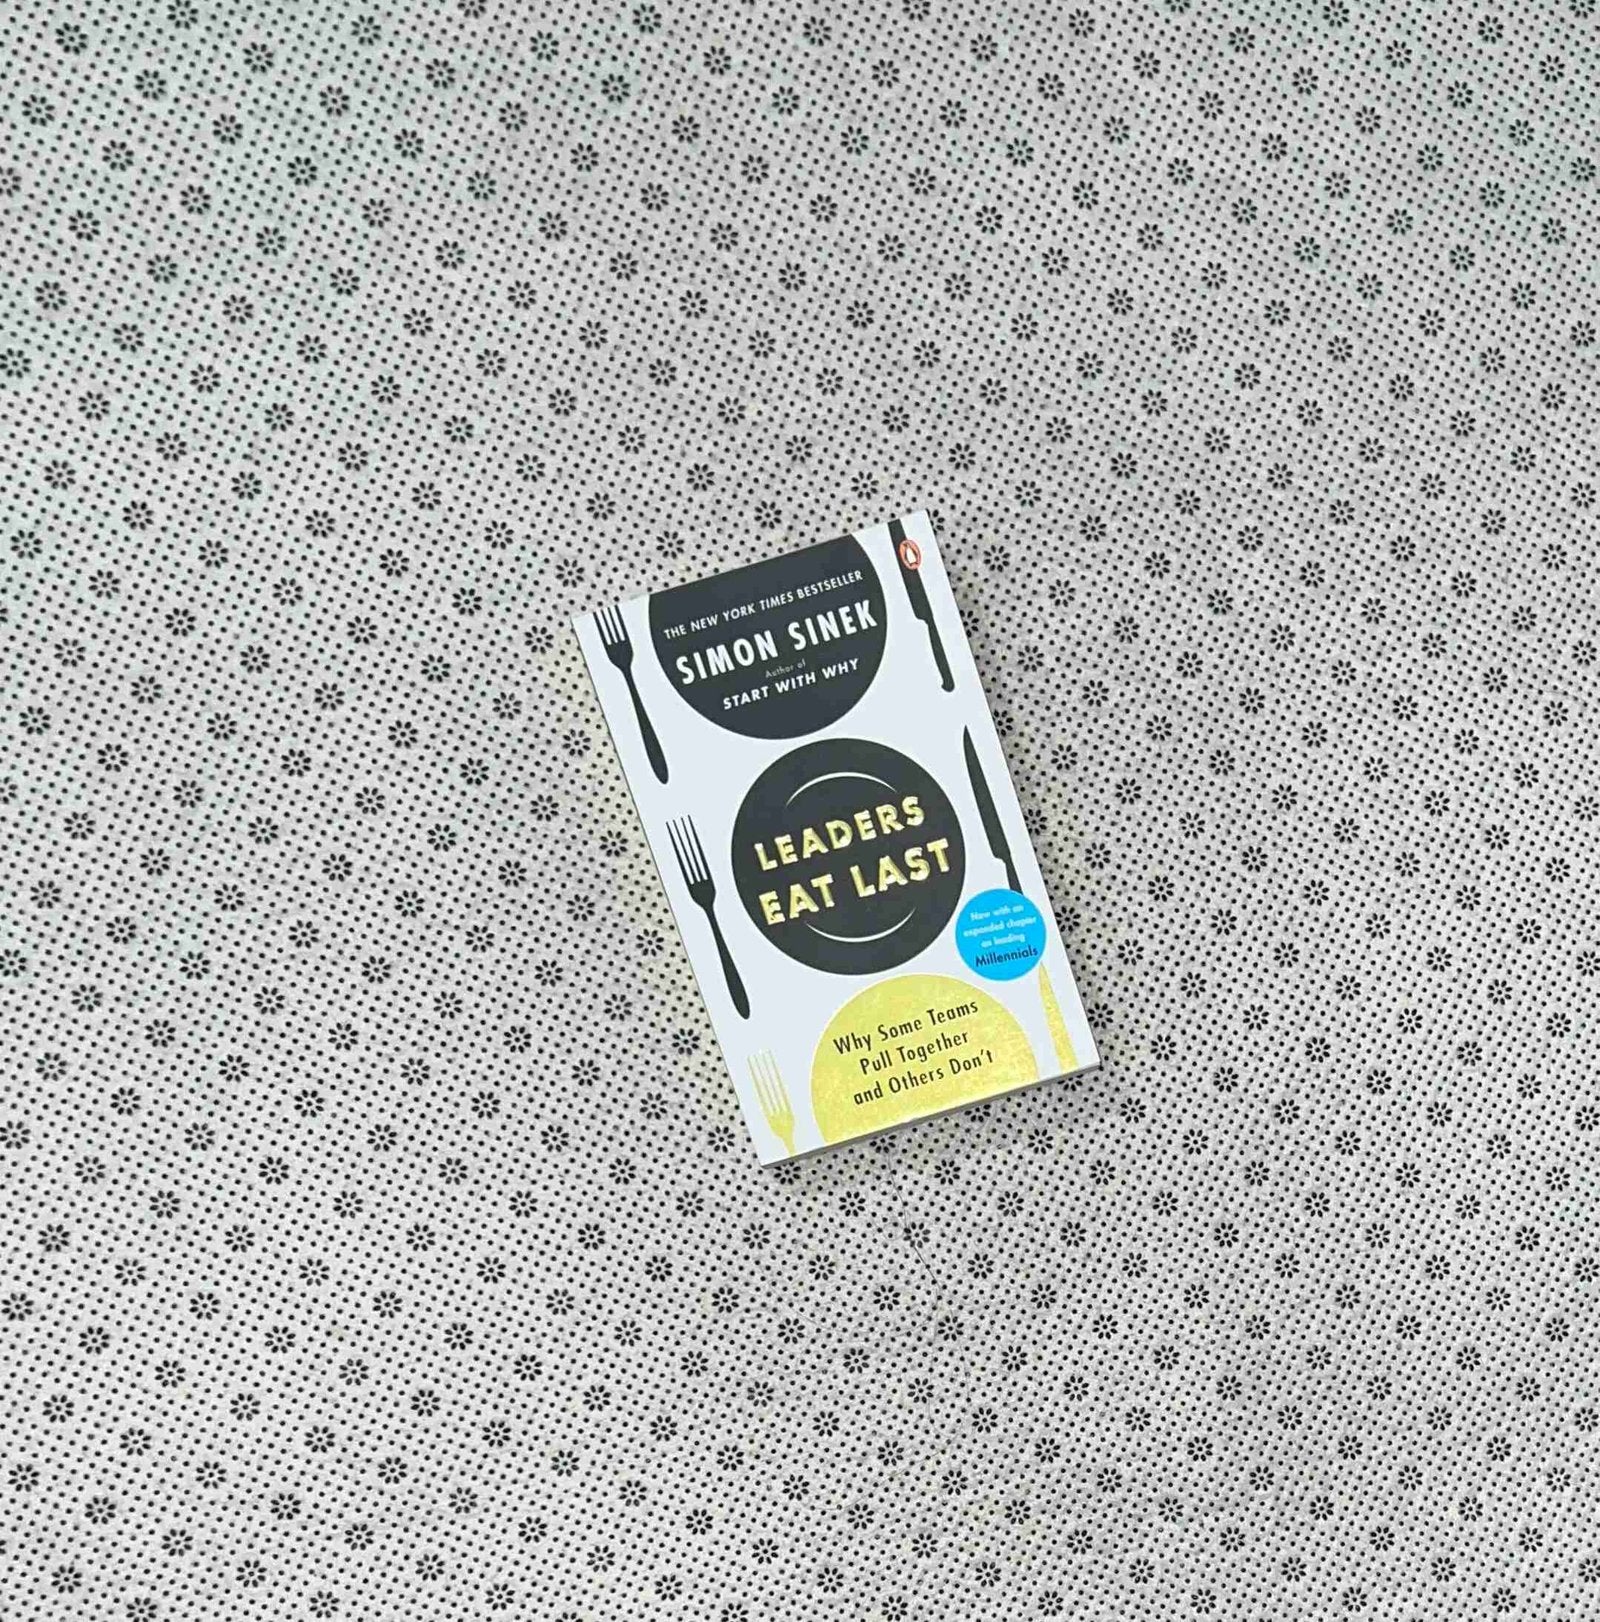 THE NEW YORK TIMES BESTSELLER
SIMON SINEK
Author of
START WITH WHY
LEADERS
EAT LAST
Now with an
expanded chapter
on leading
Millennials
Why Some Teams
Pull Together
and Others Don't